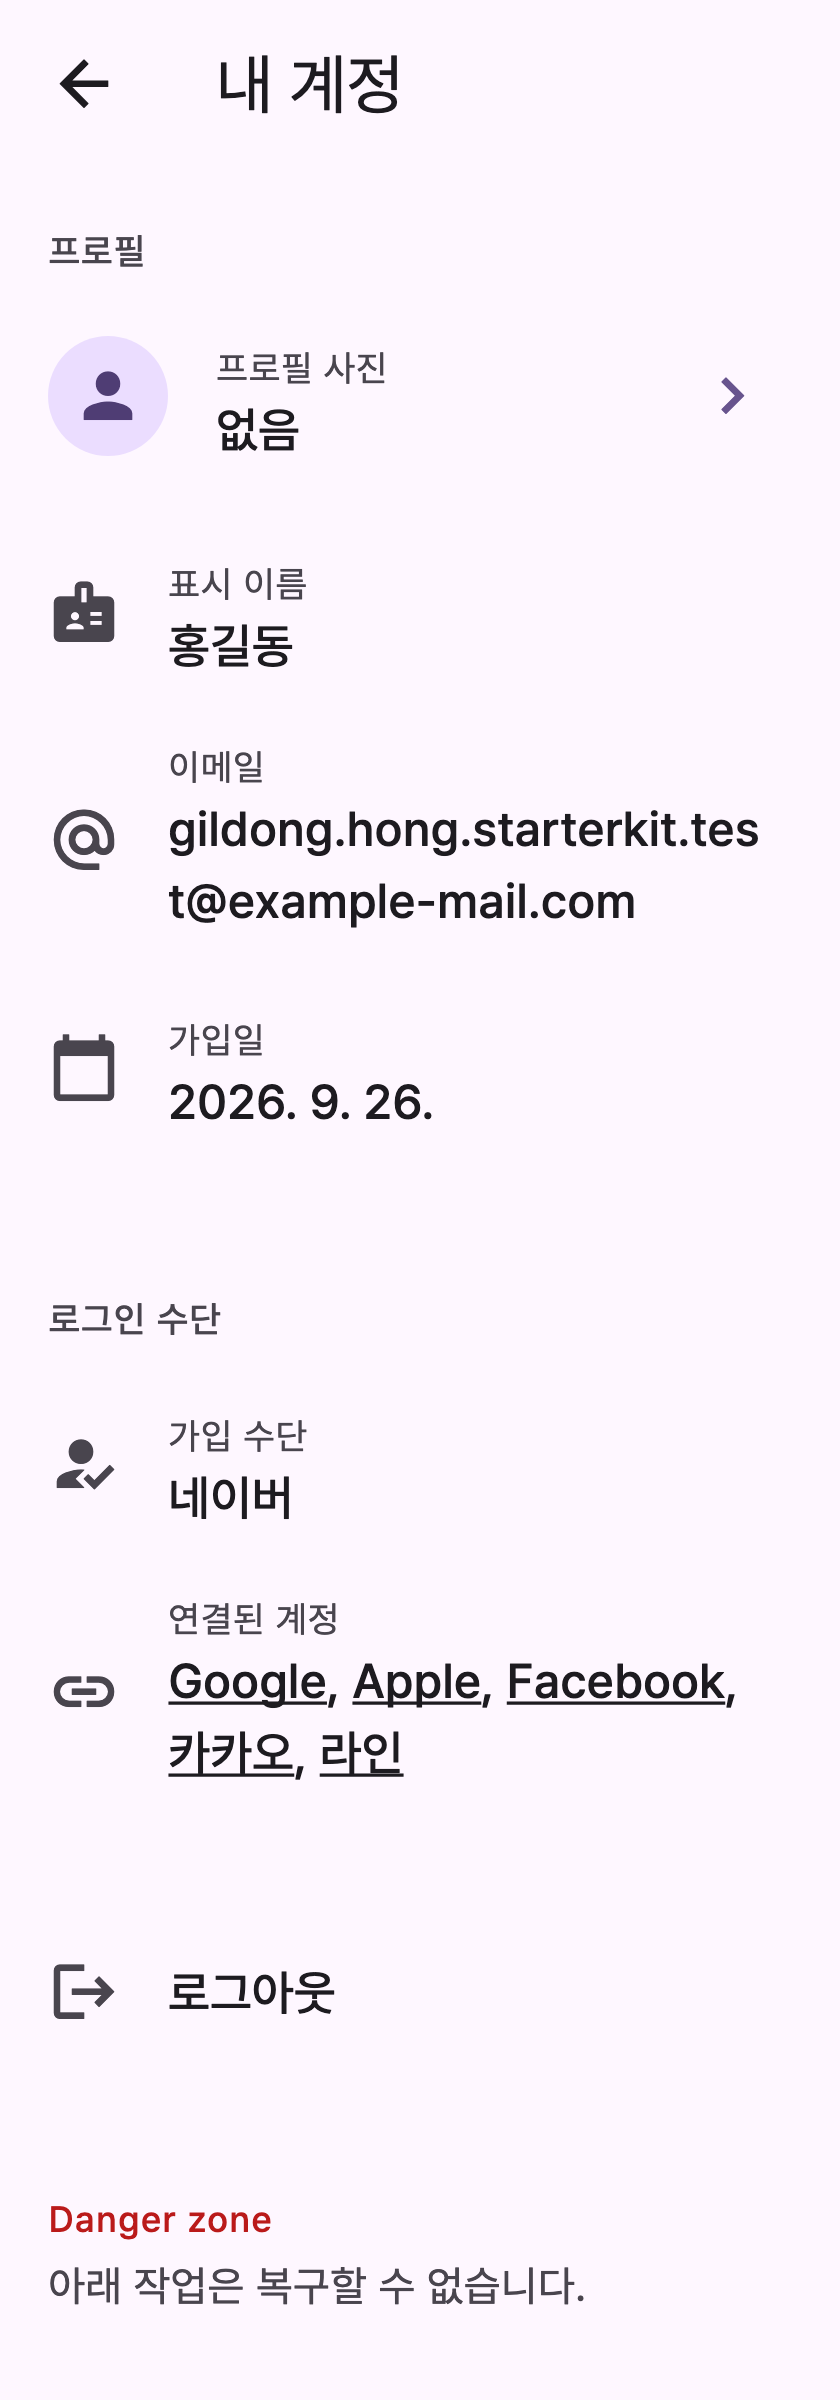 내 계정
프로필
프로필 사진
없음
표시 이름
홍길동
이메일
gildong.hong.starterkit.tes
t@example-mail.com
가입일
2026. 9. 26.
로그인 수단
가입 수단
네이버
연결된 계정
Google, Apple, Facebook,
카카오, 라인
로그아웃
Danger zone
아래 작업은 복구할 수 없습니다.